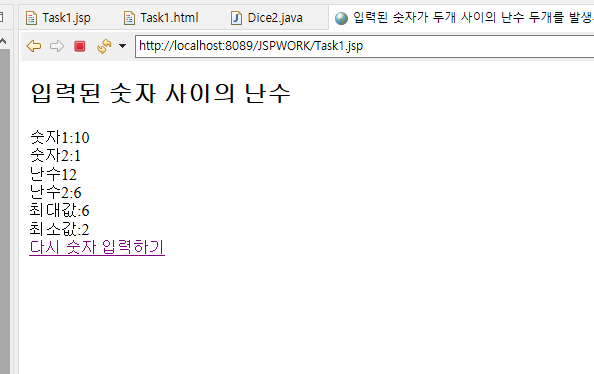 Task1.jsp Task1.html Dice2.java 입력된 숫자가 두개 사이의 난수 두개를 발생
http://localhost:8089/JSPWORK/Task1.jsp
입력된 숫자 사이의 난수
숫자1:10
숫자2:1
난수12
난수2:6
최대값:6
최소값:2
다시 숫자 입력하기